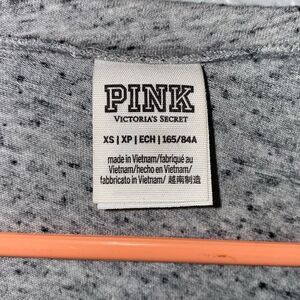 PINK
VICTORIA'S SECRET
XS | XP | ECH | 165/84A
made in Vietnam/fabriqué au
Vietnam/hecho en Vietnam/
fabbricato in Vietnam/ 越南制造